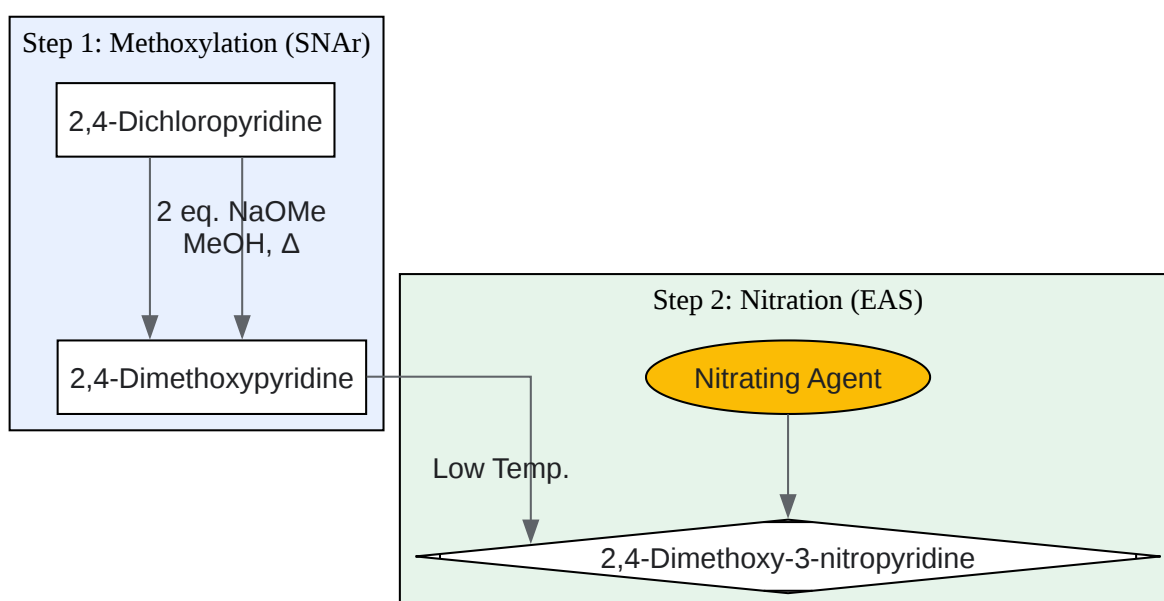 Step 1: Methoxylation (SNAr)
2,4-Dichloropyridine
2 eq. NaOMe
MeOH, Δ
2,4-Dimethoxypyridine
Step 2: Nitration (EAS)
Nitrating Agent
Low Temp.
2,4-Dimethoxy-3-nitropyridine